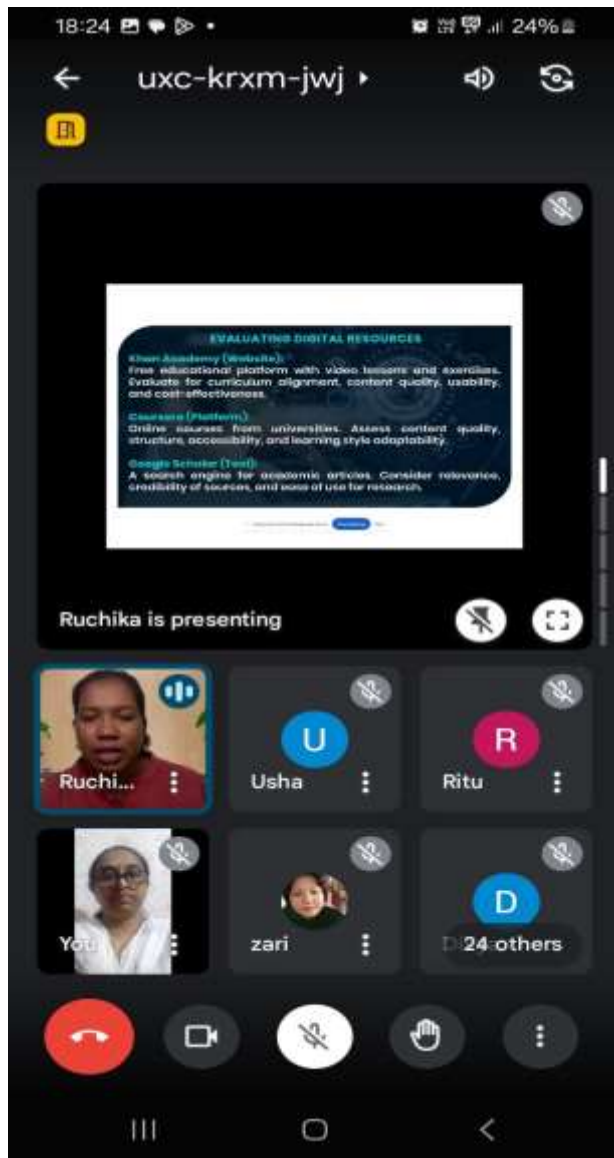 18:24
24%
uxc-krxm-jwj
EVALUATING DIGITAL RESOURCES
Khan Academy (Website):
Free educational platform with video lessons and exercises.
Evaluate for curriculum alignment, content quality, usability,
and cost-effectiveness.
Coursera (Platform):
Online courses from universities. Assess content quality,
structure, accessibility, and learning style adaptability.
Google Scholar (Tool):
A search engine for academic articles. Consider relevance,
credibility of sources, and ease of use for research.
Ruchika is presenting
Ruchi...
U
Usha
R
Ritu
You
zari
D
24 others